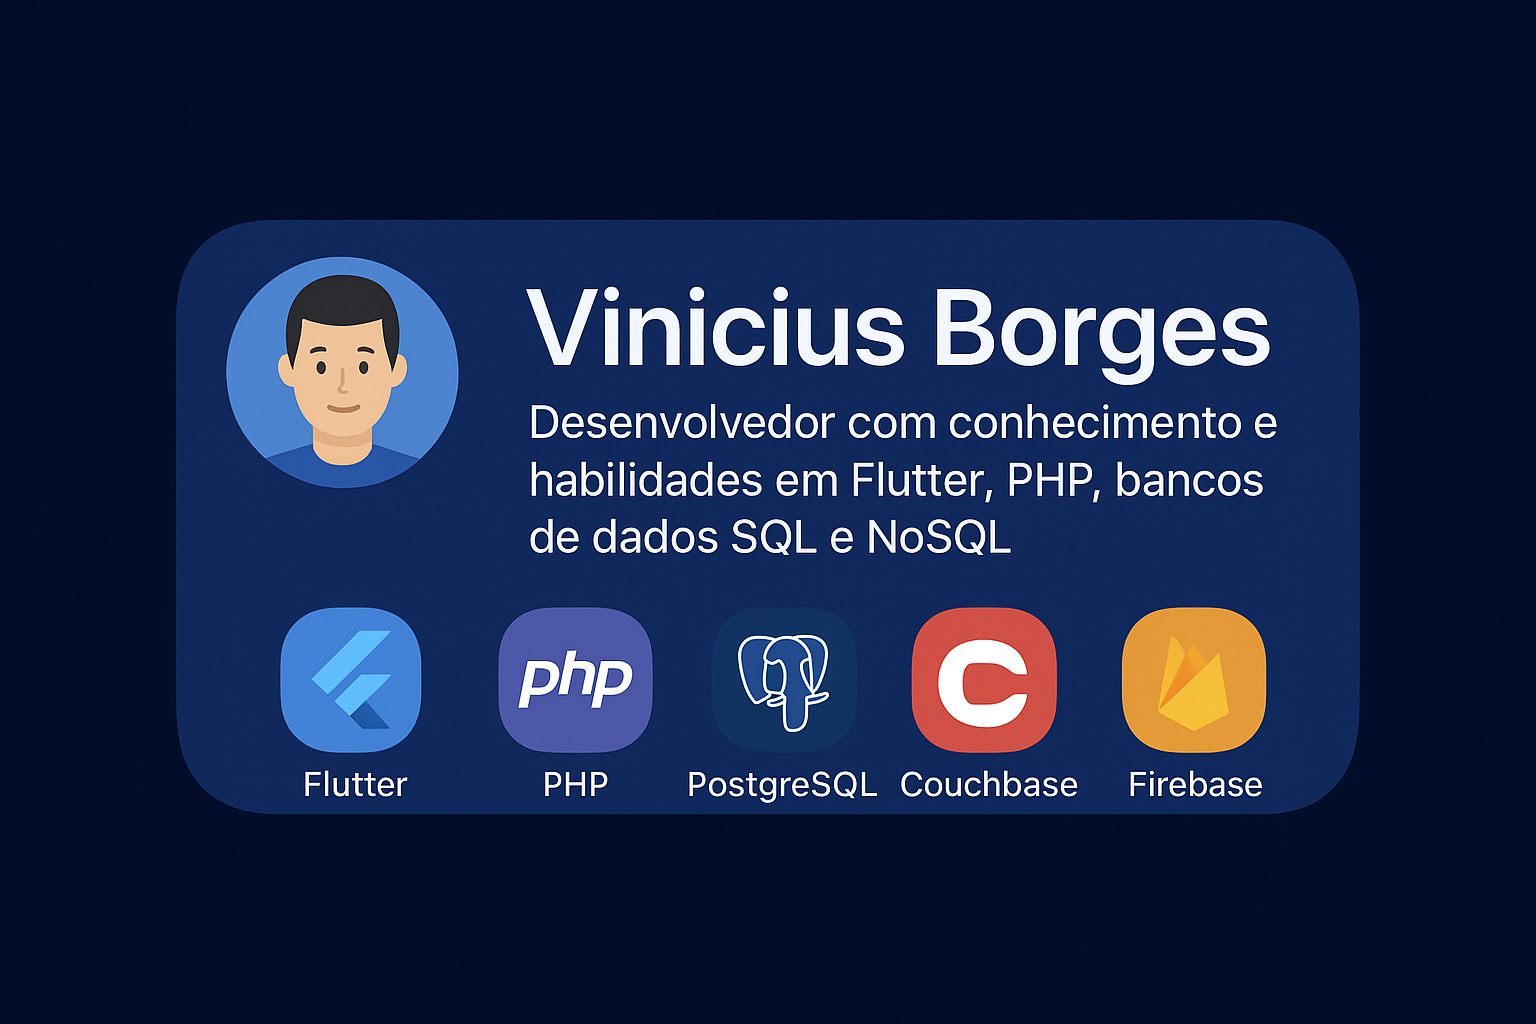 Vinicius Borges
Desenvolvedor com conhecimento e
habilidades em Flutter, PHP, bancos
de dados SQL e NoSQL
php
C
Flutter
PHP
PostgreSQL
Couchbase
Firebase